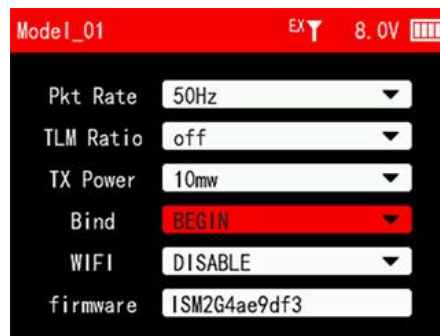 Model_01 EX 8.0V
Pkt Rate 50Hz
TLM Ratio off
TX Power 10mw
Bind BEGIN
WIFI DISABLE
firmware ISM2G4ae9df3